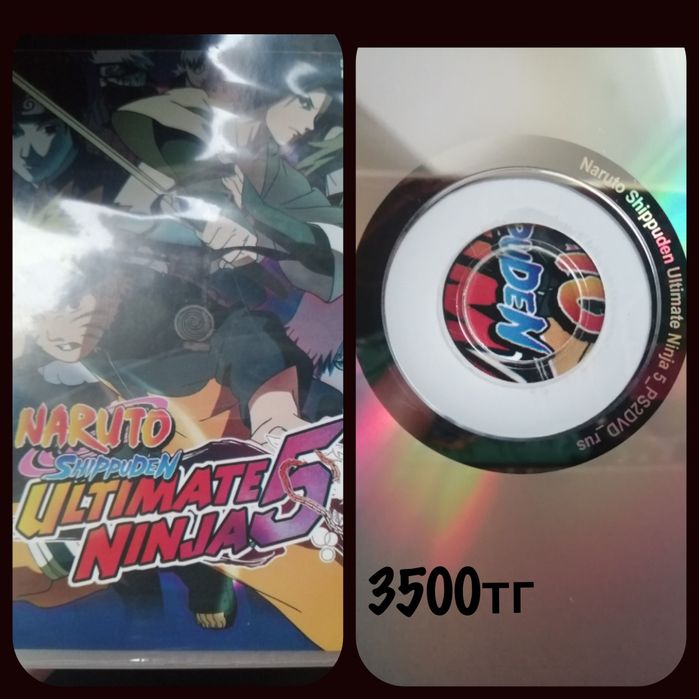 NARUTO
SHIPPUDEN
ULTIMATE
NINJA 5
Naruto Shippuden Ultimate Ninja 5_PS2DVD_rus
PUDEN
3500тг